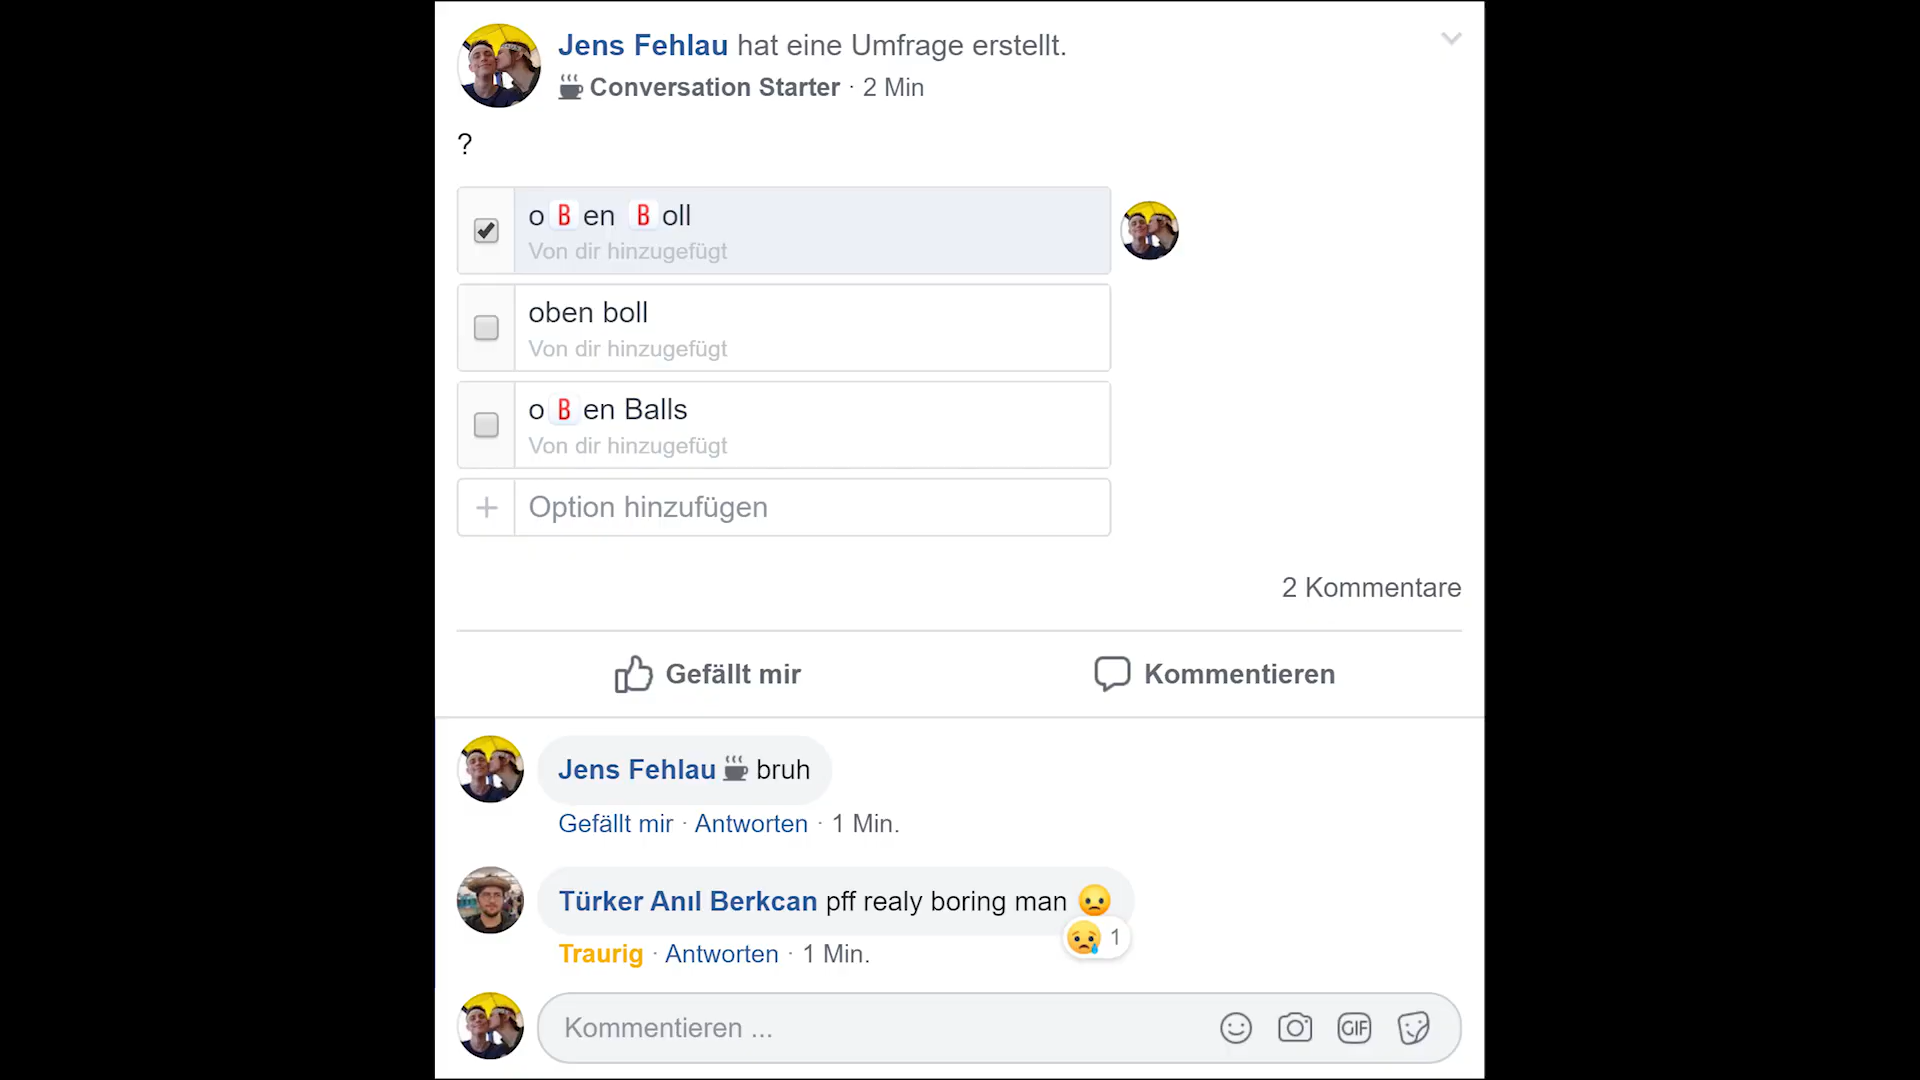 Jens Fehlau hat eine Umfrage erstellt.
Conversation Starter · 2 Min
?
o🅱en 🅱oll
Von dir hinzugefügt
oben boll
Von dir hinzugefügt
o🅱en Balls
Von dir hinzugefügt
Option hinzufügen
2 Kommentare
Gefällt mir
Kommentieren
Jens Fehlau bruh
Gefällt mir · Antworten · 1 Min.
Türker Anıl Berkcan pff realy boring man 😞
1
Traurig · Antworten · 1 Min.
Kommentieren ...
GIF